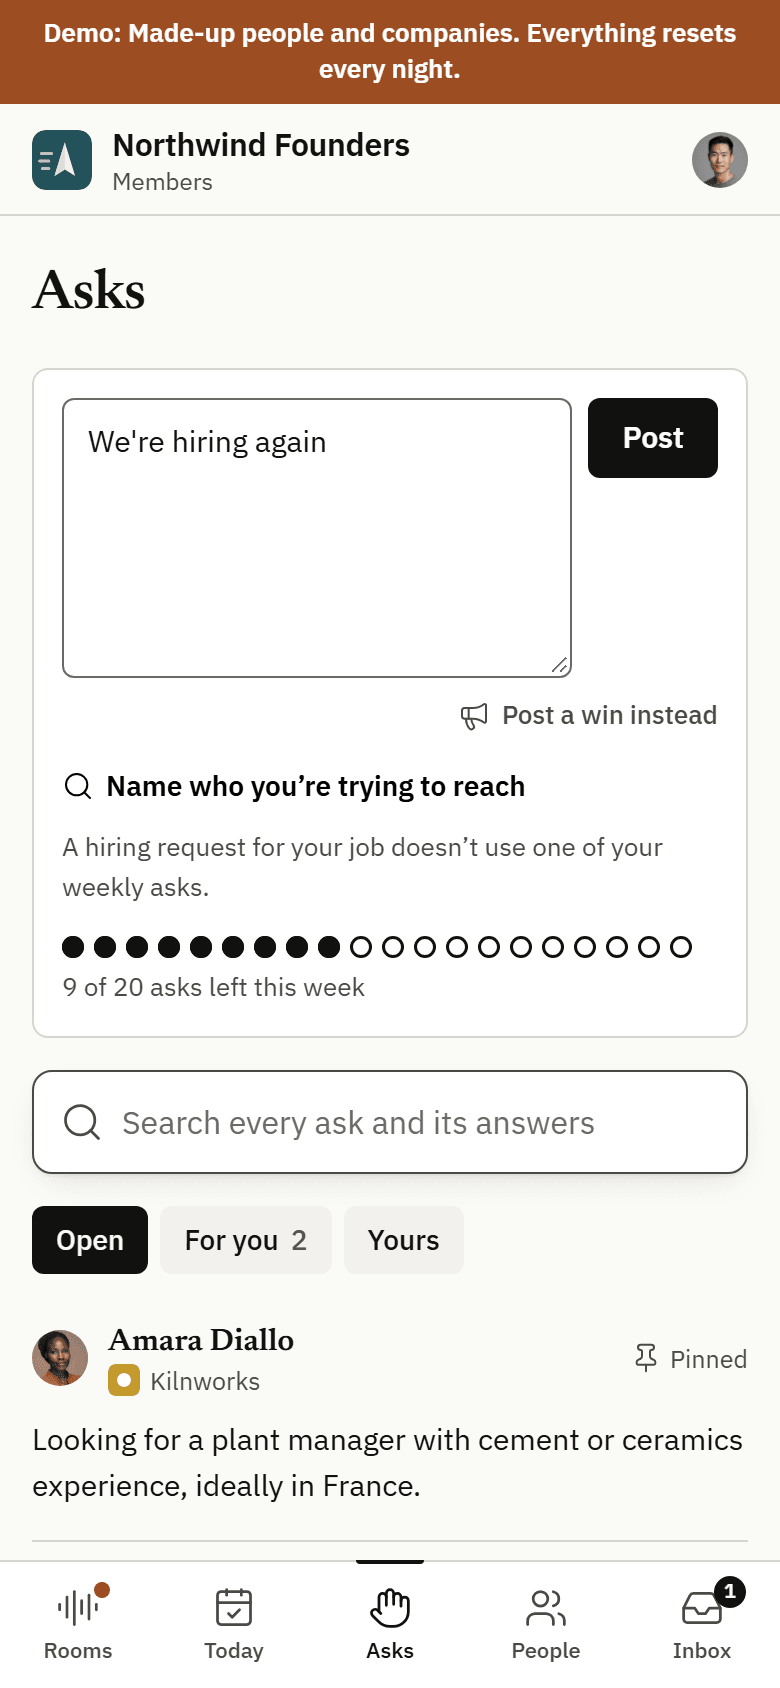 Demo: Made-up people and companies. Everything resets
every night.
Northwind Founders
Members
Asks
We're hiring again
Post
Post a win instead
Name who you’re trying to reach
A hiring request for your job doesn’t use one of your
weekly asks.
9 of 20 asks left this week
Search every ask and its answers
Open
For you 2
Yours
Amara Diallo
Kilnworks
Pinned
Looking for a plant manager with cement or ceramics
experience, ideally in France.
Rooms
Today
Asks
People
1
Inbox